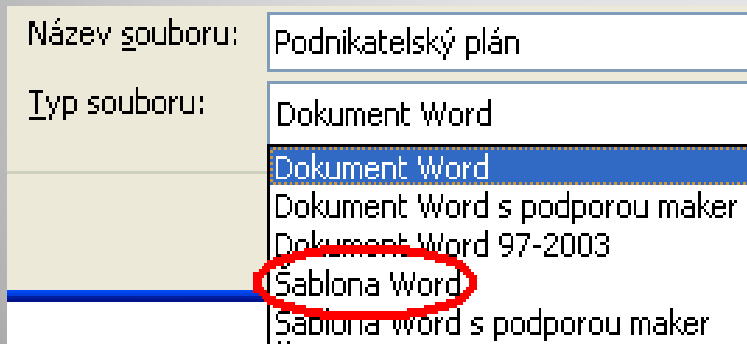 Název souboru:
Podnikatelský plán
Typ souboru:
Dokument Word
Dokument Word
Dokument Word s podporou maker
Dokument Word 97-2003
Šablona Word
Šablona Word s podporou maker